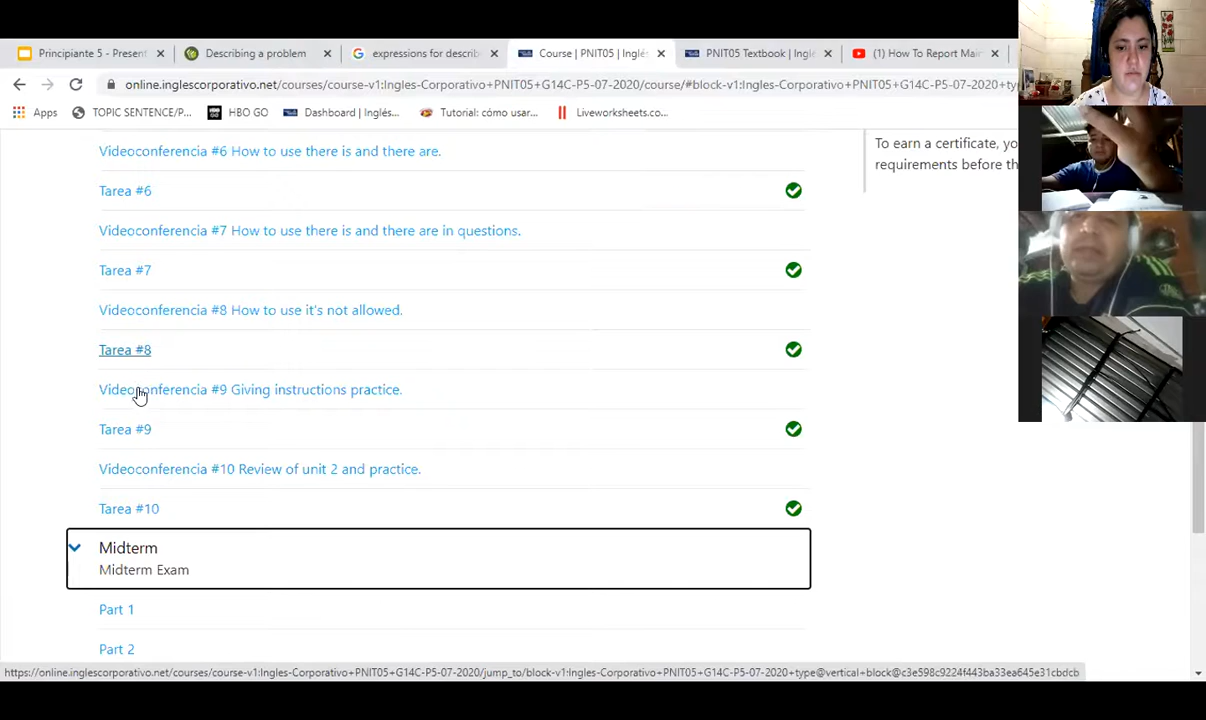 Principiante 5 - Present
Describing a problem
expressions for describ
Course | PNIT05 | Inglé
PNIT05 Textbook | Ingl
(1) How To Report Main
online.inglescorporativo.net/courses/course-v1:Ingles-Corporativo+PNIT05+G14C-P5-07-2020/course/#block-v1:Ingles-Corporativo+PNIT05+G14C-P5-07-2020+ty
Apps
TOPIC SENTENCE/P...
HBO GO
Dashboard | Inglés...
Tutorial: cómo usar...
Liveworksheets.co...
Videoconferencia #6 How to use there is and there are.
To earn a certificate, yo
requirements before th
Tarea #6
Videoconferencia #7 How to use there is and there are in questions.
Tarea #7
Videoconferencia #8 How to use it's not allowed.
Tarea #8
Videoconferencia #9 Giving instructions practice.
Tarea #9
Videoconferencia #10 Review of unit 2 and practice.
Tarea #10
Midterm
Midterm Exam
Part 1
Part 2
https://online.inglescorporativo.net/courses/course-v1:Ingles-Corporativo+PNIT05+G14C-P5-07-2020/jump_to/block-v1:Ingles-Corporativo+PNIT05+G14C-P5-07-2020+type@vertical+block@c3e598c9224f443ba33ea645e31cbdcb